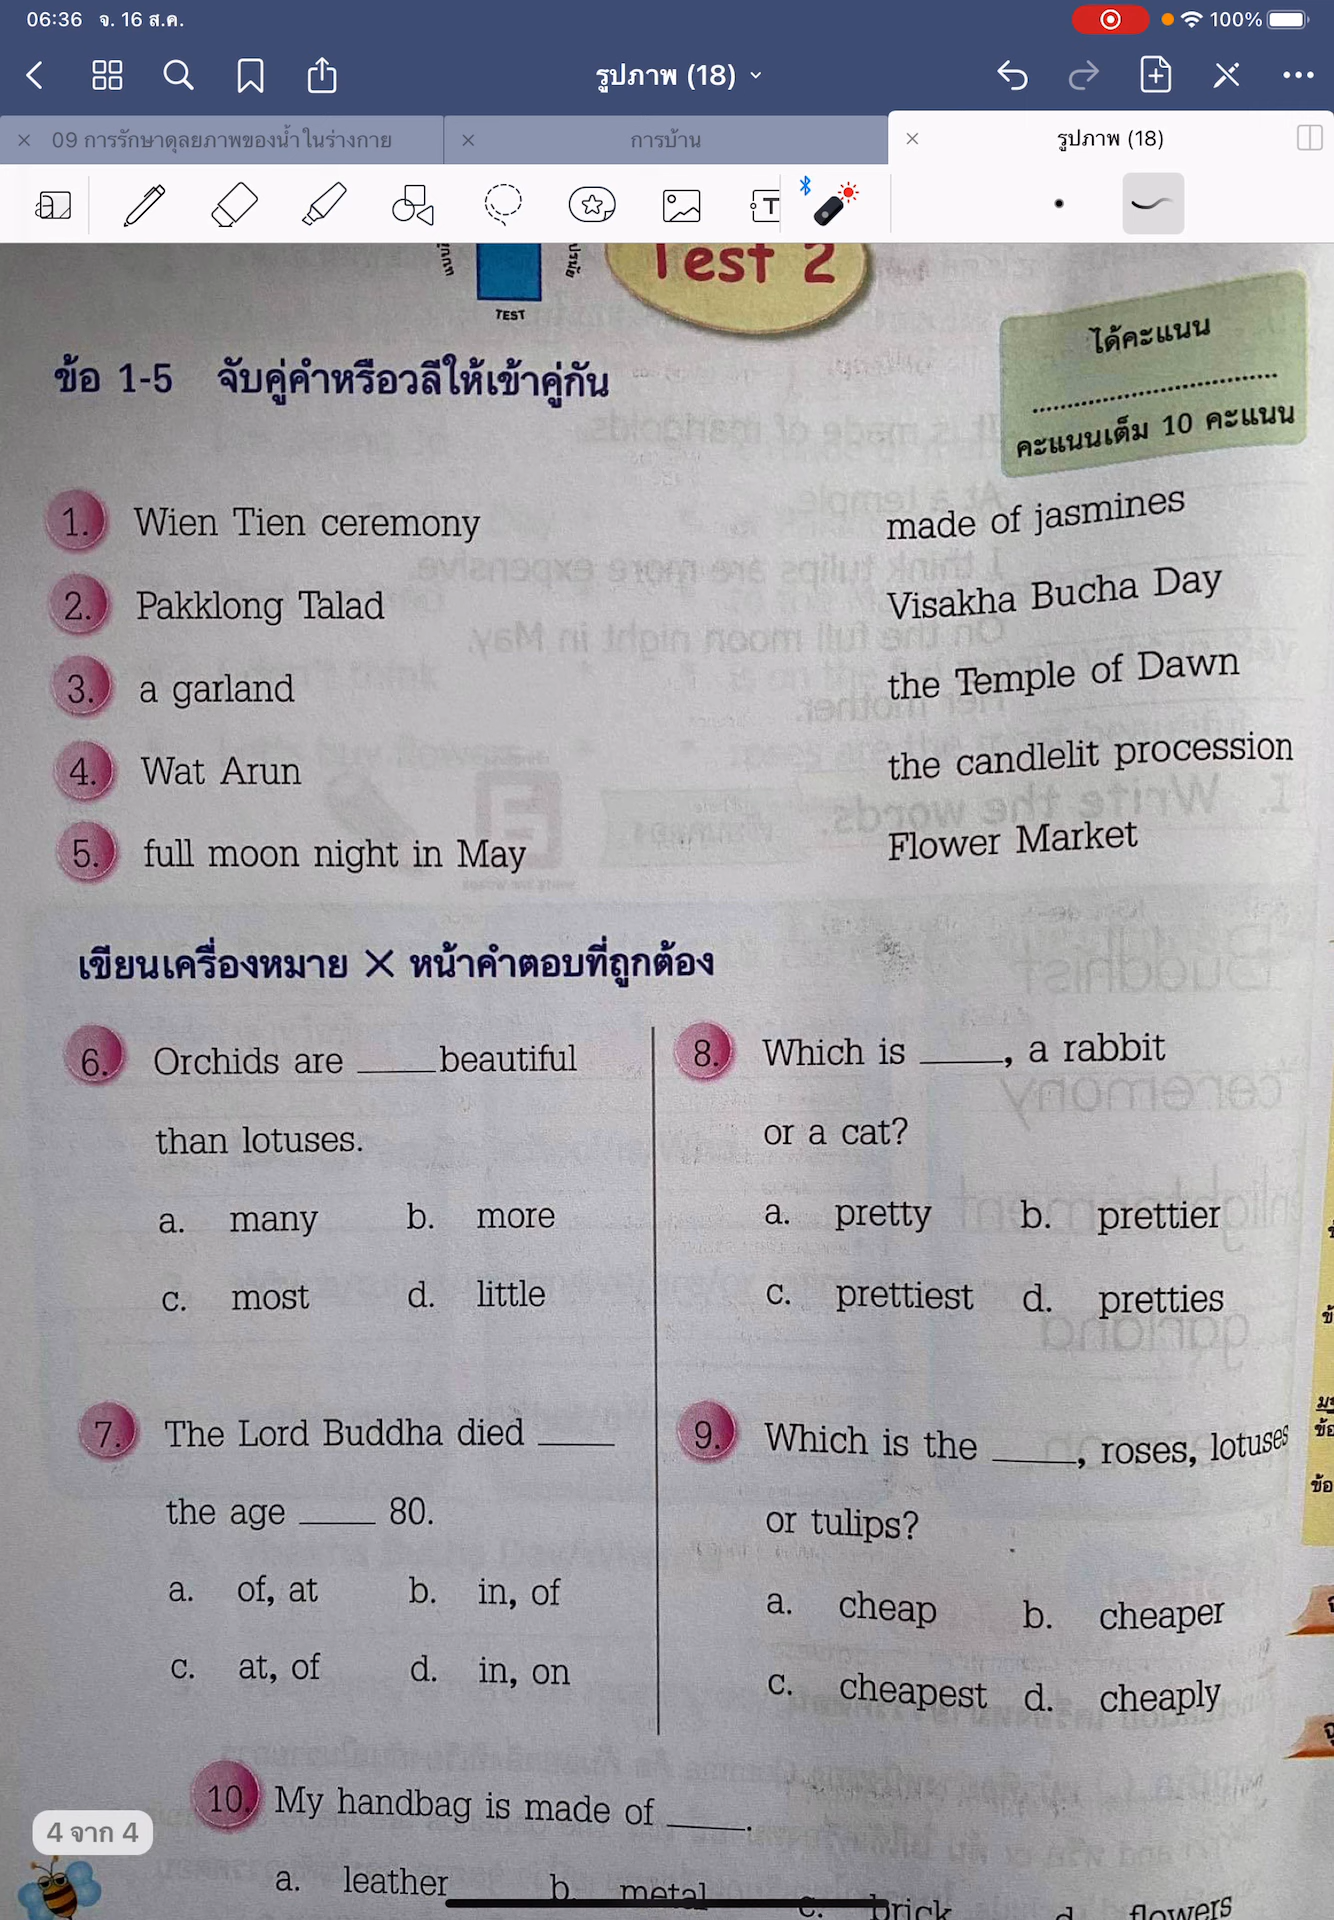 06:36 จ. 16 ส.ค.
100%
รูปภาพ (18)
09 การรักษาดุลยภาพของน้ำในร่างกาย
การบ้าน
รูปภาพ (18)
Test 2
TEST
ได้คะแนน
คะแนนเต็ม 10 คะแนน
ข้อ 1-5 จับคู่คำหรือวลีให้เข้าคู่กัน
1. Wien Tien ceremony
made of jasmines
2. Pakklong Talad
Visakha Bucha Day
3. a garland
the Temple of Dawn
4. Wat Arun
the candlelit procession
5. full moon night in May
Flower Market
เขียนเครื่องหมาย × หน้าคำตอบที่ถูกต้อง
6. Orchids are ____ beautiful
than lotuses.
a. many b. more
c. most d. little
7. The Lord Buddha died ____
the age ____ 80.
a. of, at b. in, of
c. at, of d. in, on
8. Which is ____, a rabbit
or a cat?
a. pretty b. prettier
c. prettiest d. pretties
9. Which is the ____, roses, lotuses
or tulips?
a. cheap b. cheaper
c. cheapest d. cheaply
10. My handbag is made of ____.
a. leather b. metal c. brick d. flowers
4 จาก 4